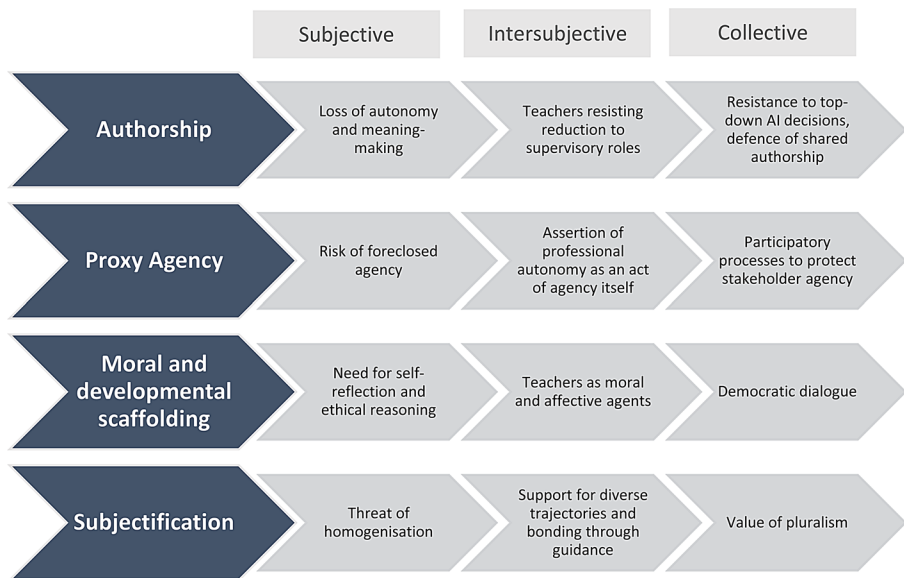 Subjective
Intersubjective
Collective
Authorship
Loss of autonomy
and meaning-
making
Teachers resisting
reduction to
supervisory roles
Resistance to top-
down AI decisions,
defence of shared
authorship
Proxy Agency
Risk of foreclosed
agency
Assertion of
professional
autonomy as an act
of agency itself
Participatory
processes to protect
stakeholder agency
Moral and
developmental
scaffolding
Need for self-
reflection and
ethical reasoning
Teachers as moral
and affective agents
Democratic dialogue
Subjectification
Threat of
homogenisation
Support for diverse
trajectories and
bonding through
guidance
Value of pluralism